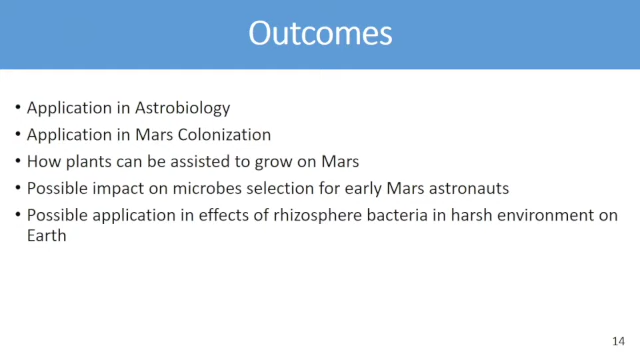 Outcomes
• Application in Astrobiology
• Application in Mars Colonization
• How plants can be assisted to grow on Mars
• Possible impact on microbes selection for early Mars astronauts
• Possible application in effects of rhizosphere bacteria in harsh environment on
Earth
14